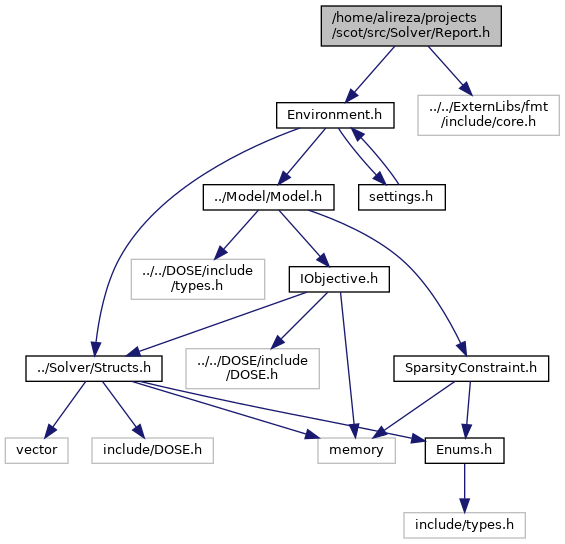 /home/alireza/projects
/scot/src/Solver/Report.h
Environment.h
../../ExternLibs/fmt
/include/core.h
../Model/Model.h
settings.h
../../DOSE/include
/types.h
IObjective.h
../Solver/Structs.h
../../DOSE/include
/DOSE.h
SparsityConstraint.h
vector
include/DOSE.h
memory
Enums.h
include/types.h